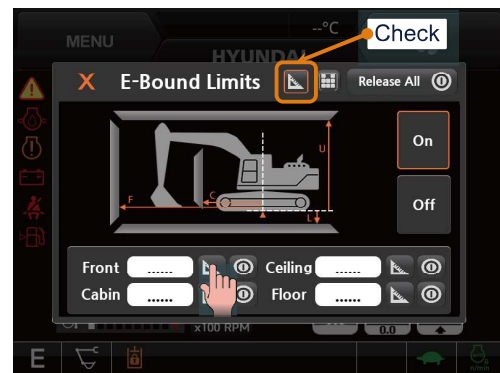 --°C
Check
MENU
HYUNDAI
X E-Bound Limits Release All
U
On
F C
L
Off
Front ...... Ceiling ......
Cabin ...... Floor ......
x100 RPM 0.0
E